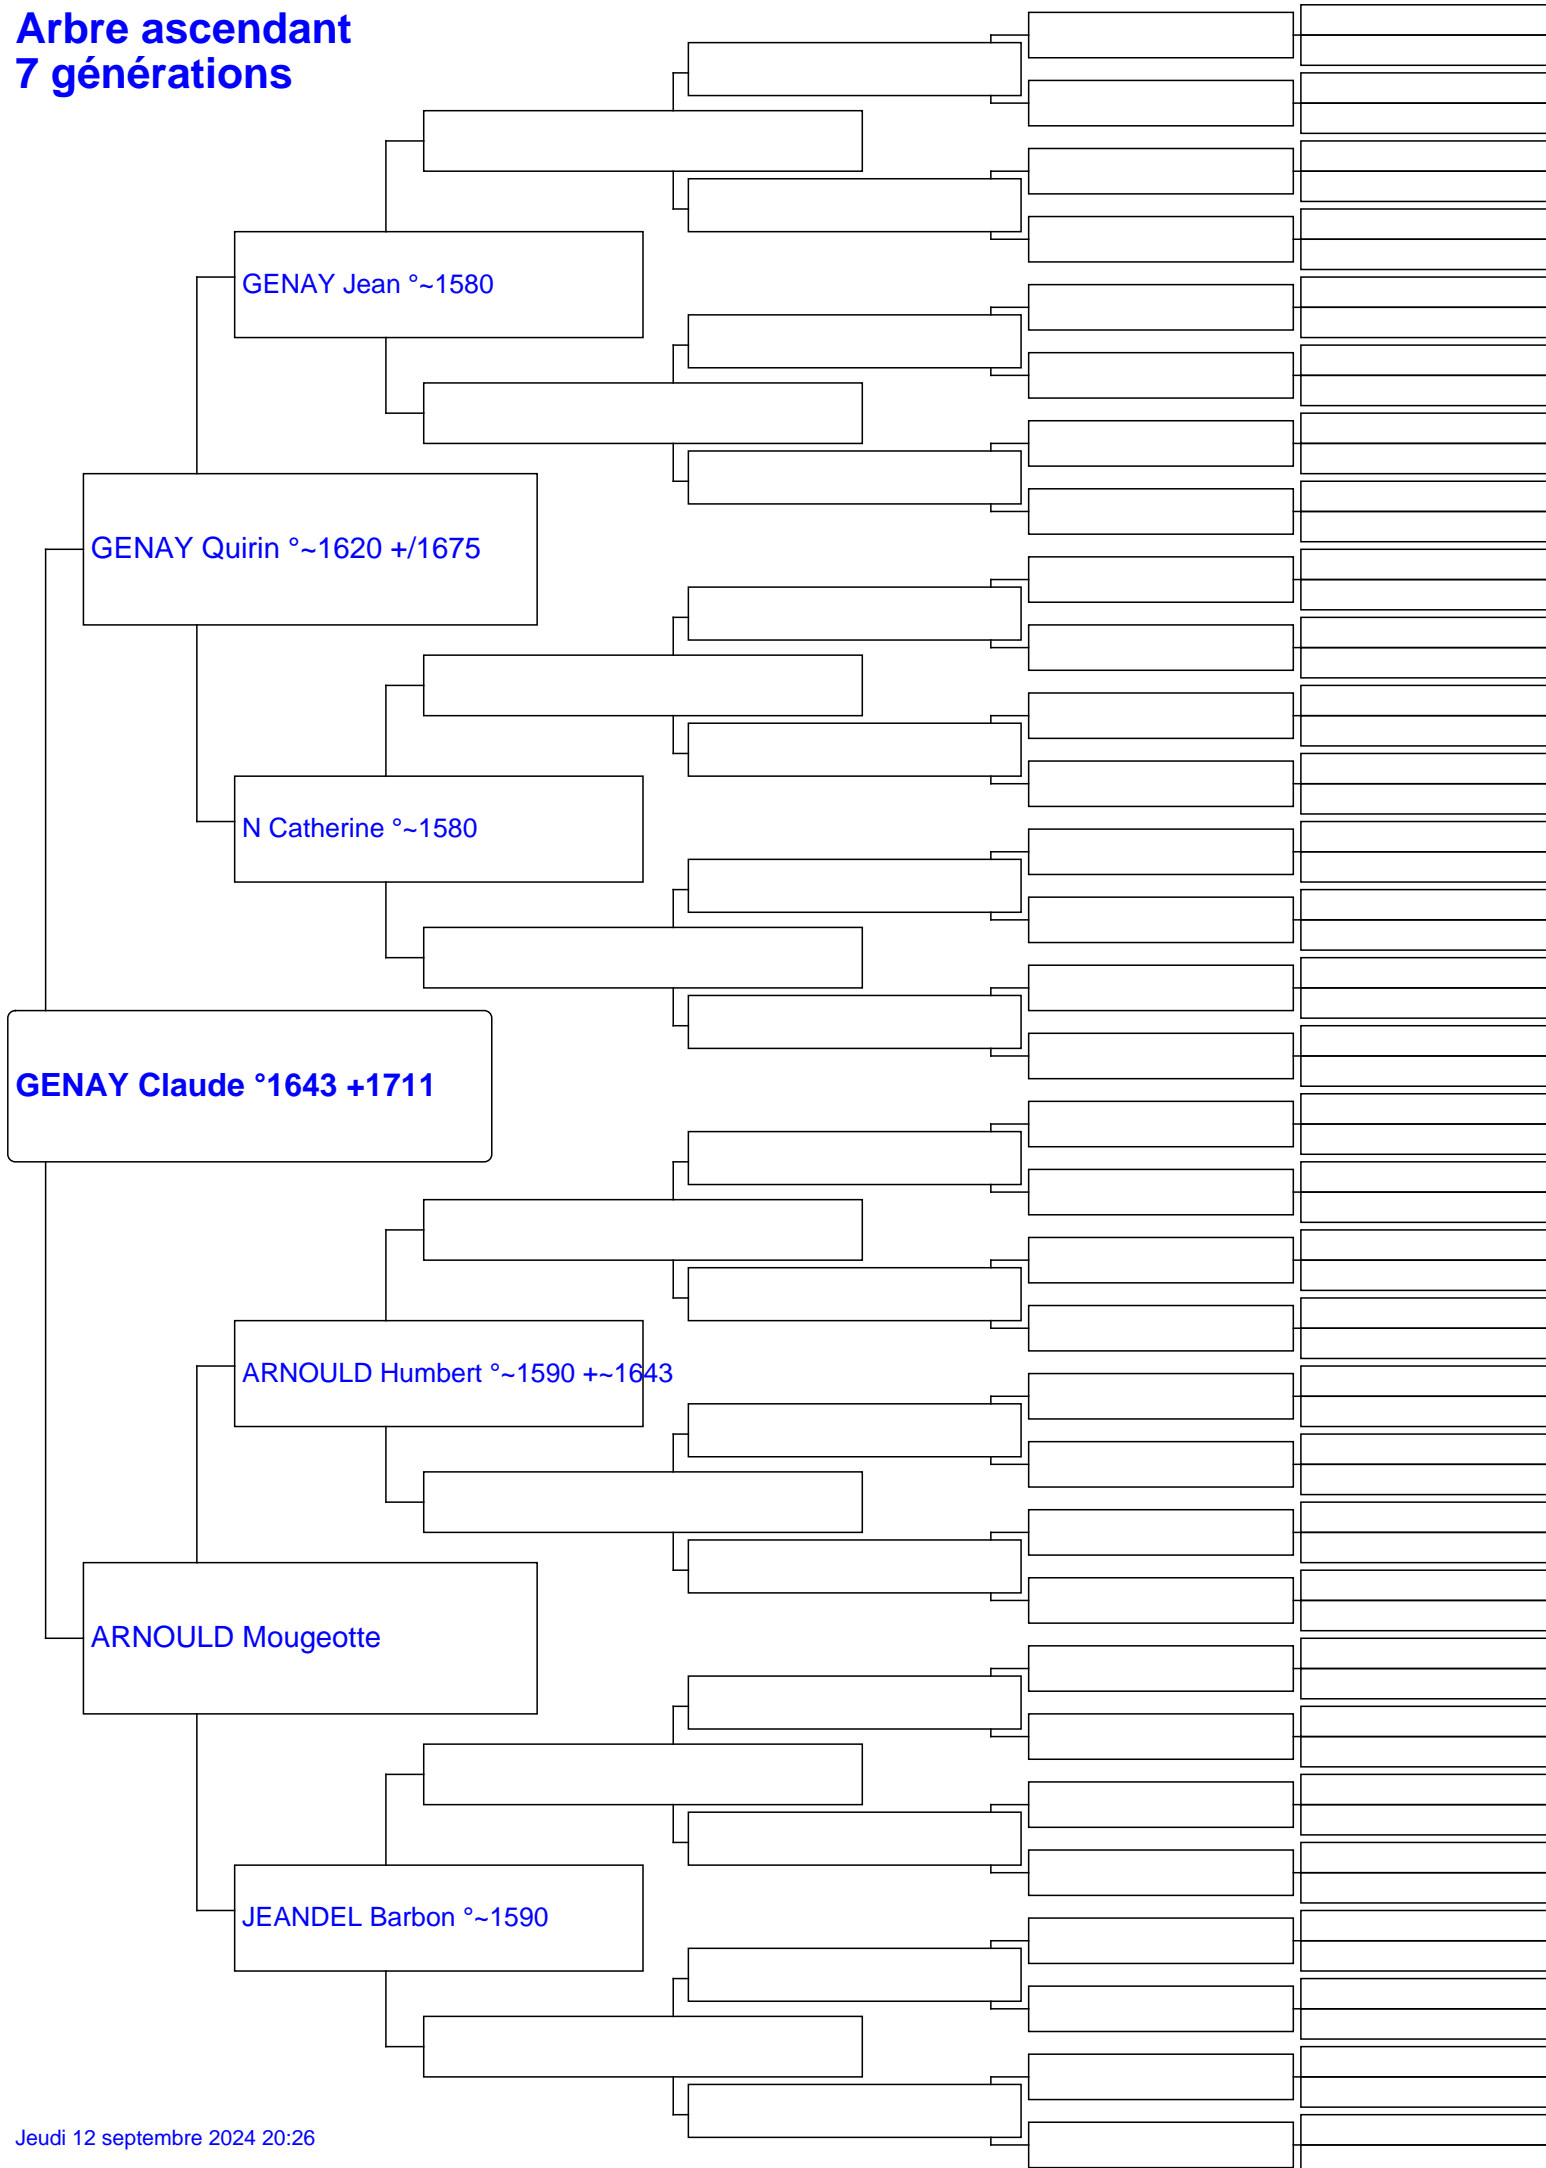 Arbre ascendant
7 générations
GENAY Jean °~1580
GENAY Quirin °~1620 +/1675
N Catherine °~1580
GENAY Claude °1643 +1711
ARNOULD Humbert °~1590 +~1643
ARNOULD Mougeotte
JEANDEL Barbon °~1590
Jeudi 12 septembre 2024 20:26